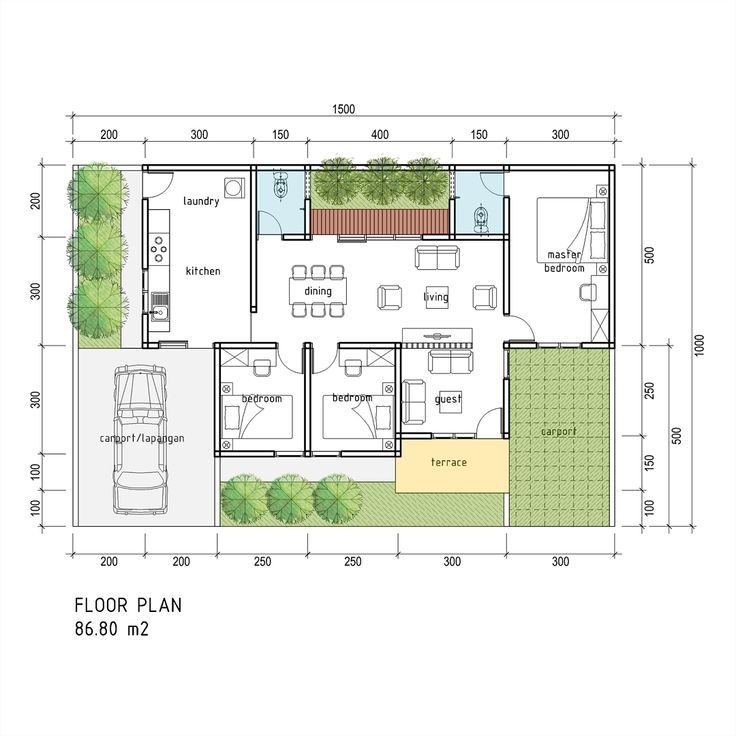 1500
200 300 150 400 150 300
200
300
300
100
100
laundry
kitchen
dining
living
master
bedroom
bedroom
bedroom
guest
carport
carport/lapangan
terrace
500
250
150
100
500
1000
200 200 250 250 300 300
FLOOR PLAN
86.80 m2